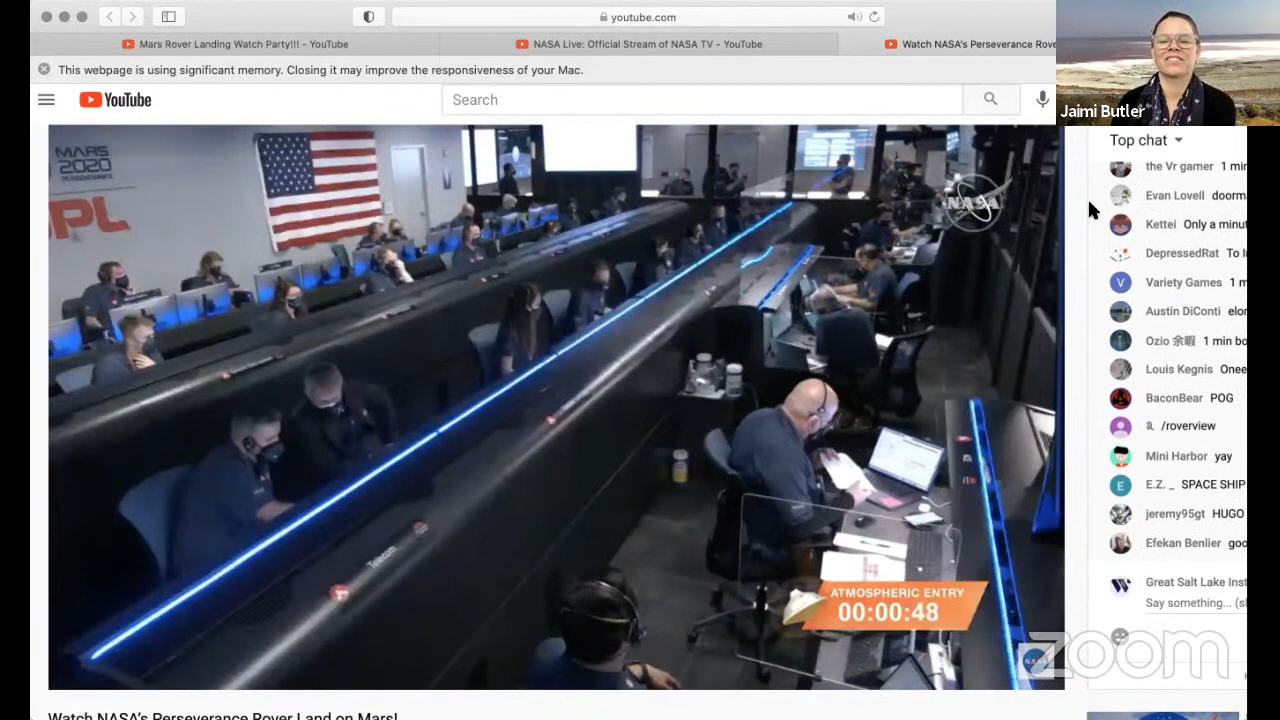 youtube.com
Mars Rover Landing Watch Party!!! - YouTube
NASA Live: Official Stream of NASA TV - YouTube
Watch NASA's Perseverance Rove
This webpage is using significant memory. Closing it may improve the responsiveness of your Mac.
YouTube
Search
Jaimi Butler
MARS
2020
PERSEVERANCE
JPL
NASA
Telecom
ATMOSPHERIC ENTRY
00:00:48
Top chat
the Vr gamer 1 min
Evan Lovell doorm
Kettei Only a minut
DepressedRat To I
Variety Games 1 m
Austin DiConti elor
Ozio 余暇 1 min bo
Louis Kegnis Onee
BaconBear POG
/roverview
Mini Harbor yay
E.Z. _ SPACE SHIP
jeremy95gt HUGO
Efekan Benlier goo
Great Salt Lake Inst
Say something... (sl
NASA
zoom
Watch NASA's Perseverance Rover Land on Mars!